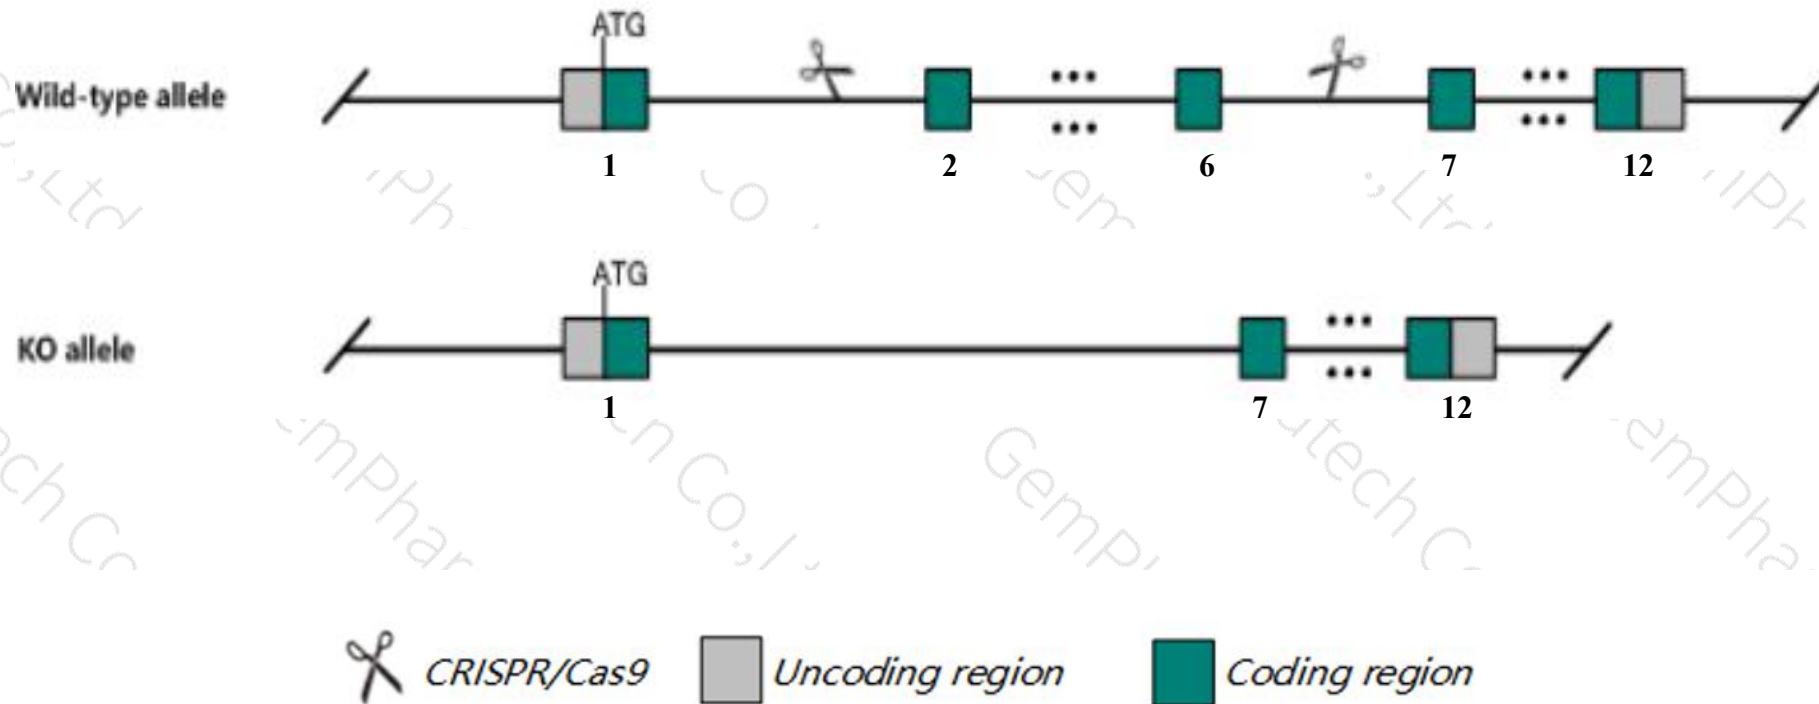 ATG
Wild-type allele
1 2 6 7 12
ATG
KO allele
1 7 12
GemPh
CRISPR/Cas9 Uncoding region Coding region